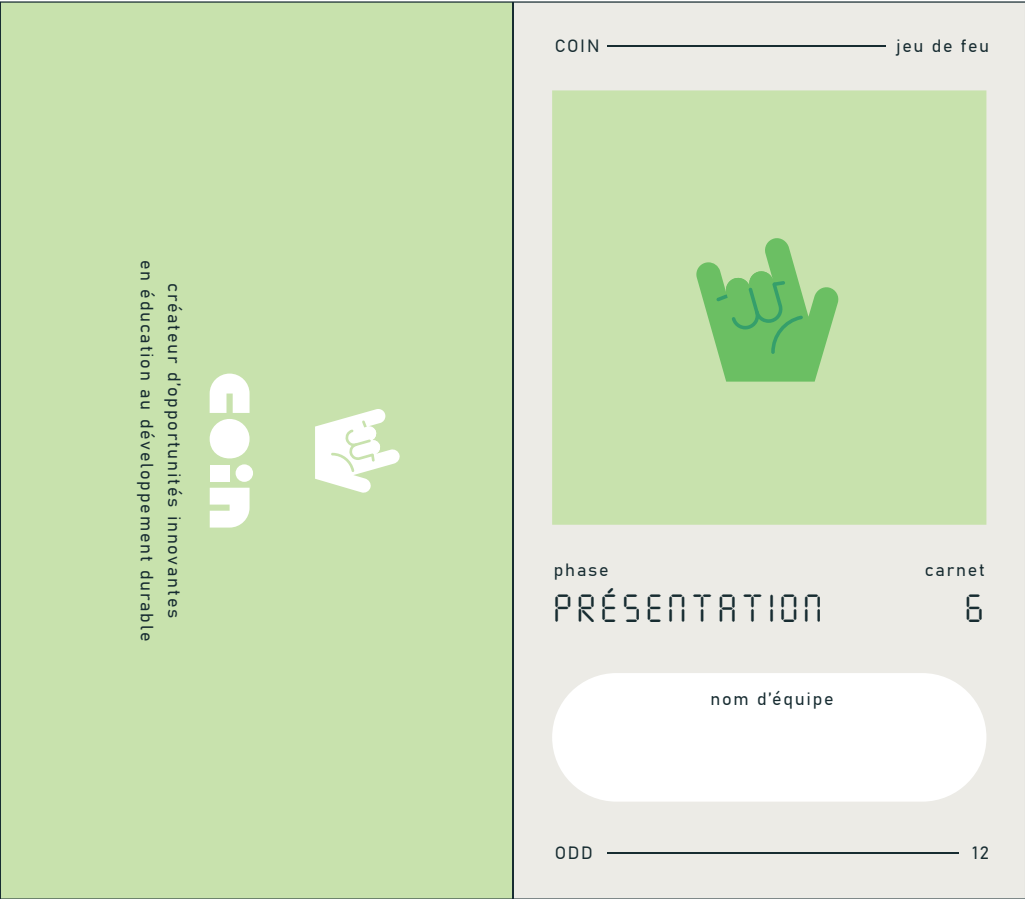 créateur d'opportunités innovantes
en éducation au développement durable
coin
COIN jeu de feu
phase carnet
PRÉSENTATION 6
nom d'équipe
ODD 12